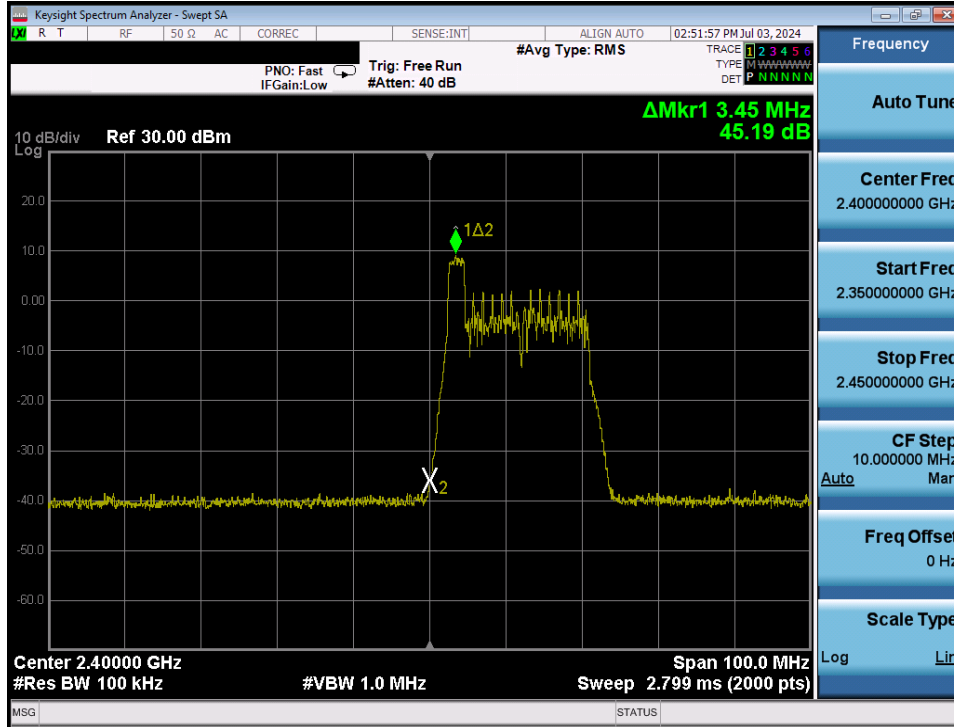 Keysight Spectrum Analyzer - Swept SA
LXI R T RF 50 Ω AC CORREC SENSE:INT ALIGN AUTO 02:51:57 PM Jul 03, 2024
#Avg Type: RMS
TRACE 1 2 3 4 5 6
PNO: Fast
Trig: Free Run
TYPE M WWWWW
IFGain:Low
#Atten: 40 dB
DET P N N N N N
ΔMkr1 3.45 MHz
45.19 dB
10 dB/div
Ref 30.00 dBm
Log
20.0
10.0
0.00
-10.0
-20.0
-30.0
-40.0
-50.0
-60.0
1Δ2
2
Center 2.40000 GHz
Span 100.0 MHz
#Res BW 100 kHz
#VBW 1.0 MHz
Sweep 2.799 ms (2000 pts)
MSG
STATUS
Frequency
Auto Tune
Center Freq
2.400000000 GHz
Start Freq
2.350000000 GHz
Stop Freq
2.450000000 GHz
CF Step
10.000000 MHz
Auto Man
Freq Offset
0 Hz
Scale Type
Log Lin